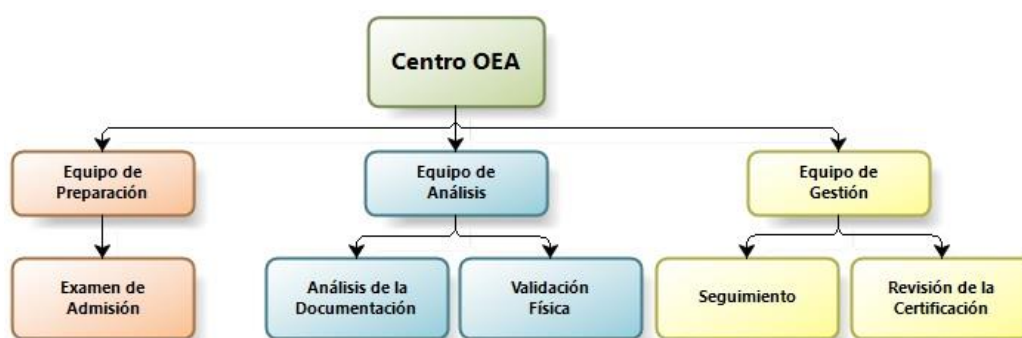 Centro OEA
Equipo de
Preparación
Equipo de
Análisis
Equipo de
Gestión
Examen de
Admisión
Análisis de la
Documentación
Validación
Física
Seguimiento
Revisión de la
Certificación